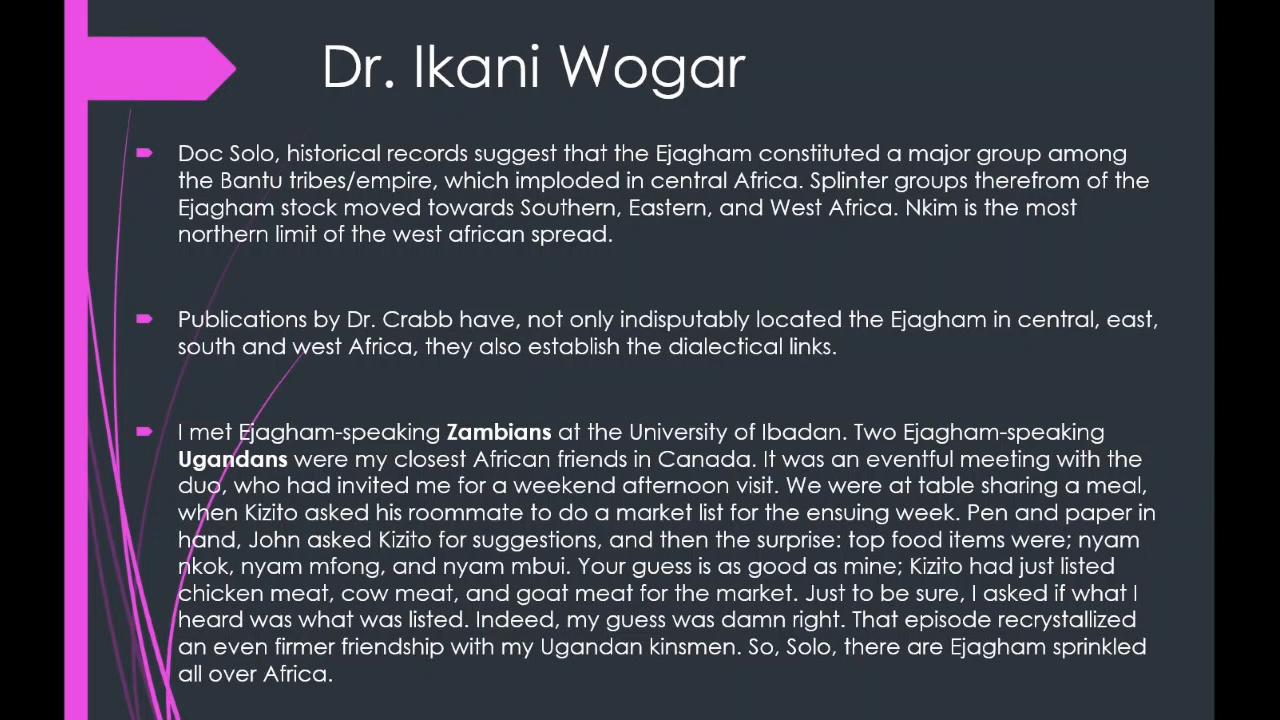 Dr. Ikani Wogar
Doc Solo, historical records suggest that the Ejagham constituted a major group among
the Bantu tribes/empire, which imploded in central Africa. Splinter groups therefrom of the
Ejagham stock moved towards Southern, Eastern, and West Africa. Nkim is the most
northern limit of the west african spread.
Publications by Dr. Crabb have, not only indisputably located the Ejagham in central, east,
south and west Africa, they also establish the dialectical links.
I met Ejagham-speaking Zambians at the University of Ibadan. Two Ejagham-speaking
Ugandans were my closest African friends in Canada. It was an eventful meeting with the
duo, who had invited me for a weekend afternoon visit. We were at table sharing a meal,
when Kizito asked his roommate to do a market list for the ensuing week. Pen and paper in
hand, John asked Kizito for suggestions, and then the surprise: top food items were; nyam
nkok, nyam mfong, and nyam mbui. Your guess is as good as mine; Kizito had just listed
chicken meat, cow meat, and goat meat for the market. Just to be sure, I asked if what I
heard was what was listed. Indeed, my guess was damn right. That episode recrystallized
an even firmer friendship with my Ugandan kinsmen. So, Solo, there are Ejagham sprinkled
all over Africa.